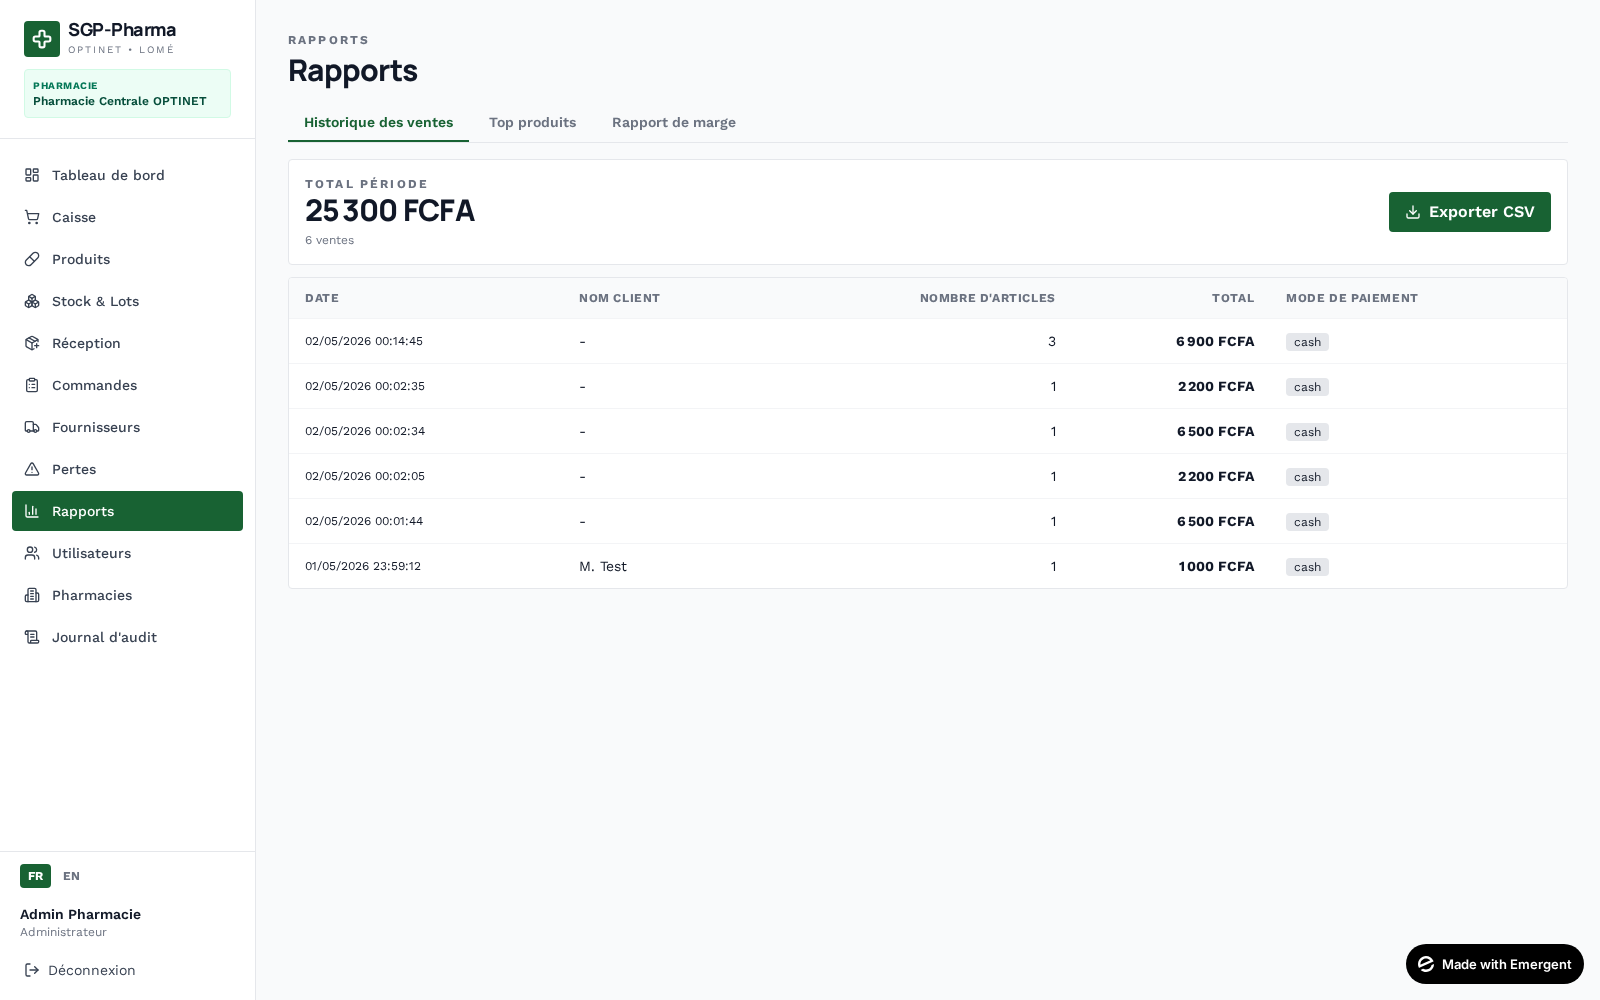 SGP-Pharma
OPTINET • LOMÉ
PHARMACIE
Pharmacie Centrale OPTINET
Tableau de bord
Caisse
Produits
Stock & Lots
Réception
Commandes
Fournisseurs
Pertes
Rapports
Utilisateurs
Pharmacies
Journal d'audit
FR EN
Admin Pharmacie
Administrateur
Déconnexion
RAPPORTS
Rapports
Historique des ventes Top produits Rapport de marge
TOTAL PÉRIODE
25 300 FCFA
6 ventes
Exporter CSV
DATE NOM CLIENT NOMBRE D'ARTICLES TOTAL MODE DE PAIEMENT
02/05/2026 00:14:45 - 3 6 900 FCFA cash
02/05/2026 00:02:35 - 1 2 200 FCFA cash
02/05/2026 00:02:34 - 1 6 500 FCFA cash
02/05/2026 00:02:05 - 1 2 200 FCFA cash
02/05/2026 00:01:44 - 1 6 500 FCFA cash
01/05/2026 23:59:12 M. Test 1 1 000 FCFA cash
Made with Emergent